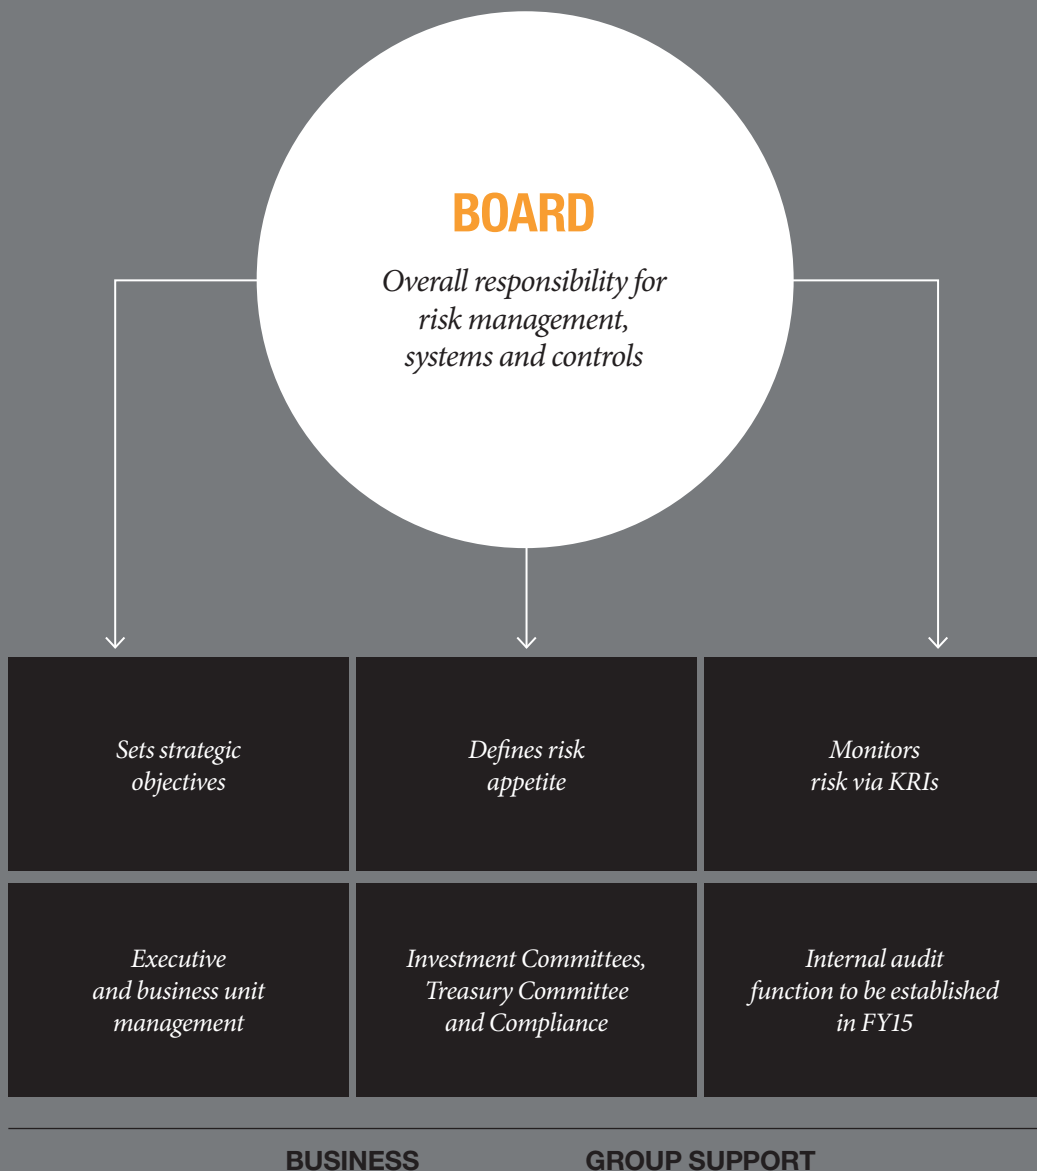 BOARD
Overall responsibility for
risk management,
systems and controls
Sets strategic
objectives
Defines risk
appetite
Monitors
risk via KRIs
Executive
and business unit
management
Investment Committees,
Treasury Committee
and Compliance
Internal audit
function to be established
in FY15
BUSINESS
GROUP SUPPORT